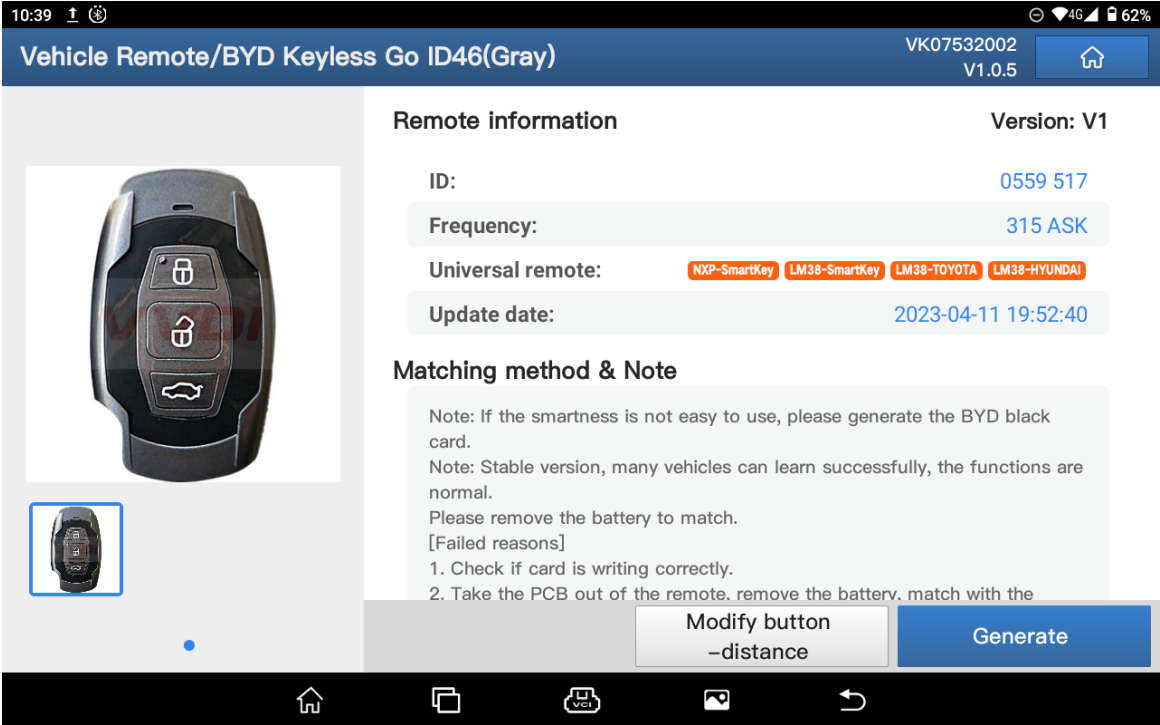 10:39
4G
62%
Vehicle Remote/BYD Keyless Go ID46(Gray)
VK07532002
V1.0.5
Remote information
Version: V1
ID:
0559 517
Frequency:
315 ASK
Universal remote:
NXP-SmartKey LM38-SmartKey LM38-TOYOTA LM38-HYUNDAI
Update date:
2023-04-11 19:52:40
VVDI
Matching method & Note
Note: If the smartness is not easy to use, please generate the BYD black
card.
Note: Stable version, many vehicles can learn successfully, the functions are
normal.
Please remove the battery to match.
[Failed reasons]
1. Check if card is writing correctly.
2. Take the PCB out of the remote, remove the battery, match with the
Modify button
-distance
Generate
VCI